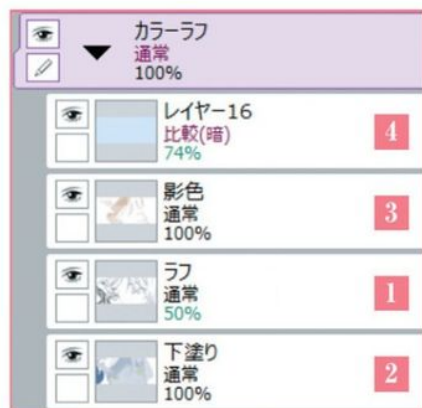 カラーラフ
通常
100%
レイヤー16
比較(暗)
74%
4
影色
通常
100%
3
ラフ
通常
50%
1
下塗り
通常
100%
2